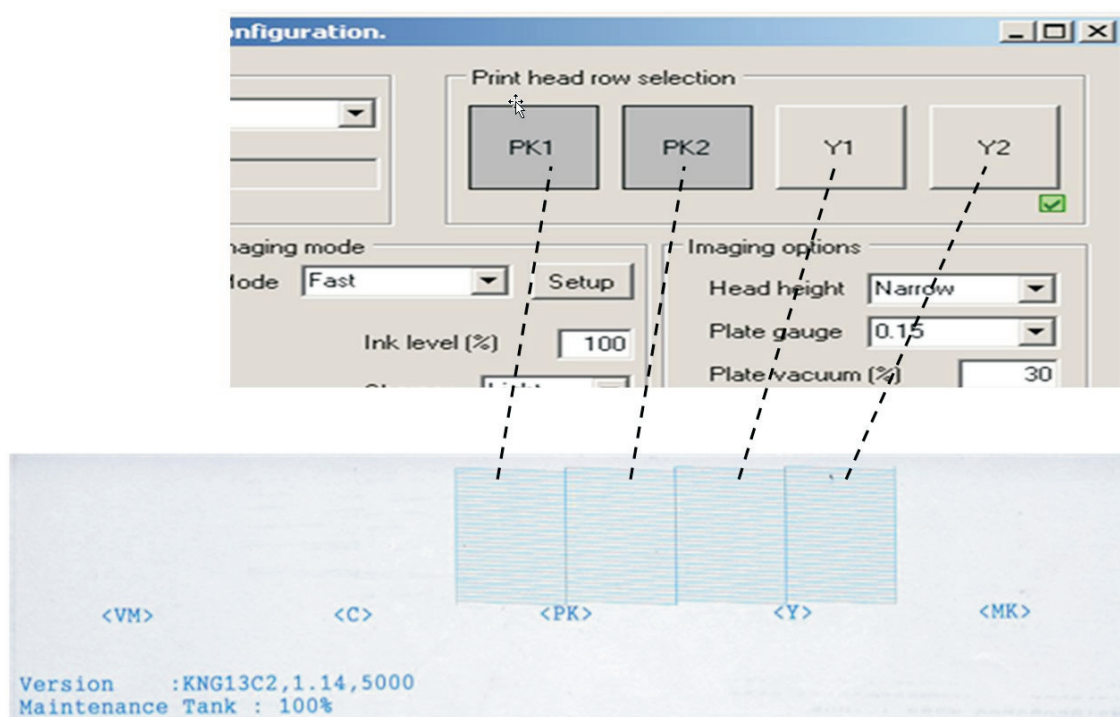 nfiguration.
Print head row selection
PK1 PK2 Y1 Y2
naging mode
Imaging options
lode Fast Setup
Head height Narrow
Ink level (%) 100
Plate gauge 0.15
Plate vacuum (%) 30
<VM> <C> <PK> <Y> <MK>
Version :KNG13C2,1.14,5000
Maintenance Tank : 100%